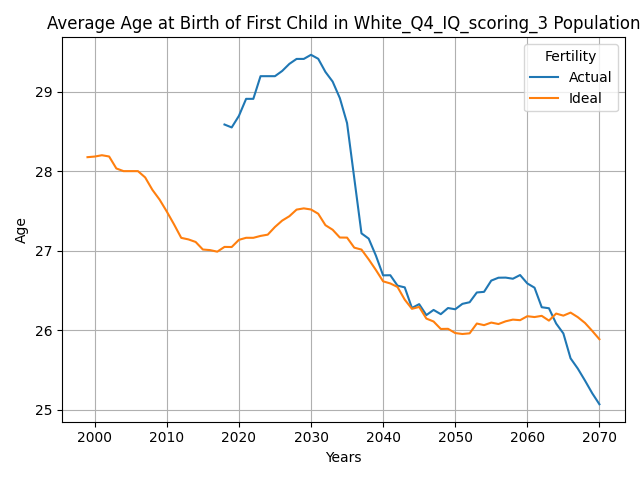 Average Age at Birth of First Child in White_Q4_IQ_scoring_3 Population
Fertility
Actual
Ideal
Age
29
28
27
26
25
2000 2010 2020 2030 2040 2050 2060 2070
Years